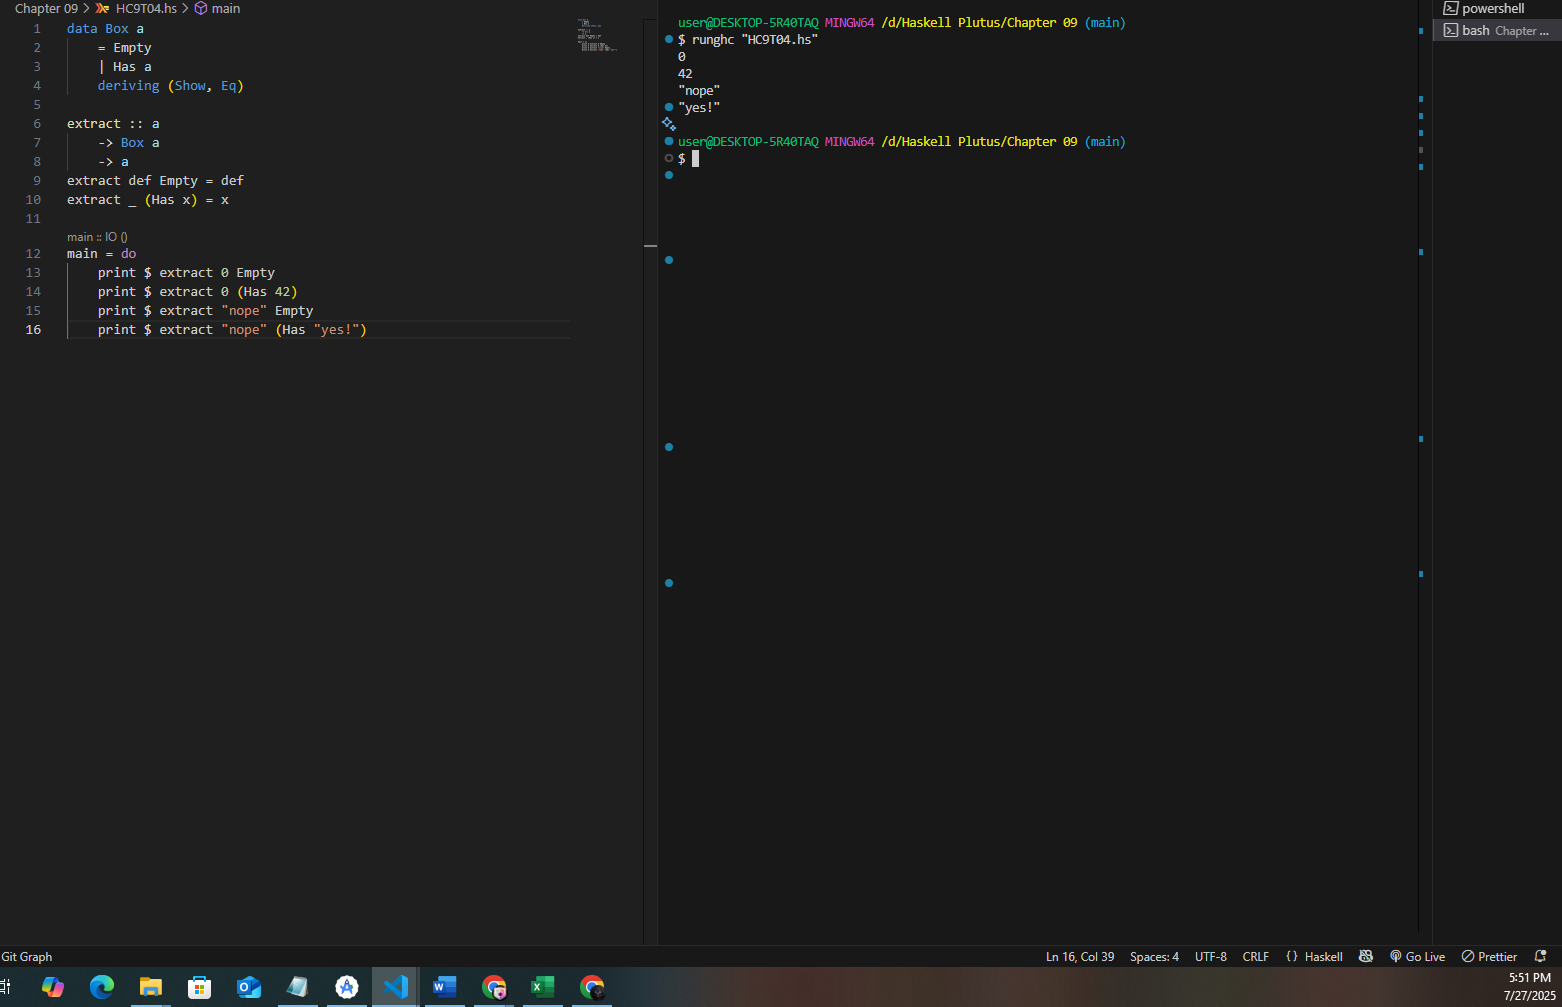 Chapter 09 > HC9T04.hs > main
1 data Box a
2     = Empty
3     | Has a
4     deriving (Show, Eq)
5
6 extract :: a
7     -> Box a
8     -> a
9 extract def Empty = def
10 extract _ (Has x) = x
11
main :: IO ()
12 main = do
13     print $ extract 0 Empty
14     print $ extract 0 (Has 42)
15     print $ extract "nope" Empty
16     print $ extract "nope" (Has "yes!")
user@DESKTOP-5R40TAQ MINGW64 /d/Haskell Plutus/Chapter 09 (main)
$ runghc "HC9T04.hs"
0
42
"nope"
"yes!"
user@DESKTOP-5R40TAQ MINGW64 /d/Haskell Plutus/Chapter 09 (main)
$
powershell
bash Chapter ...
Git Graph
Ln 16, Col 39 Spaces: 4 UTF-8 CRLF {} Haskell Go Live Prettier
5:51 PM
7/27/2025